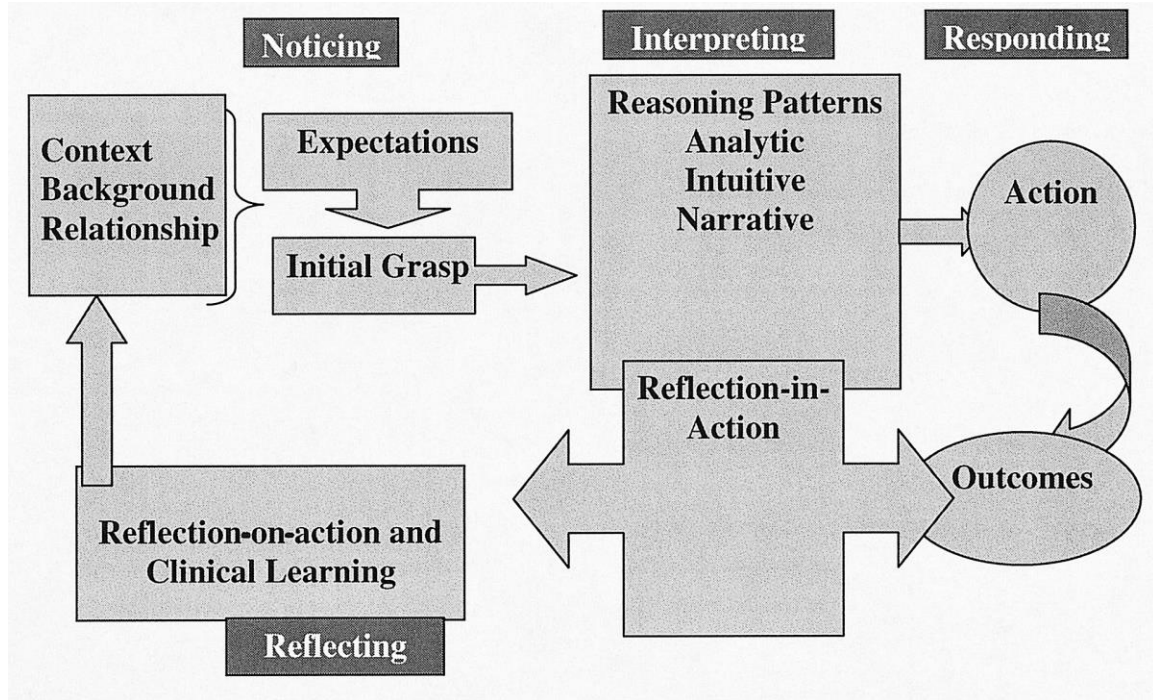 Noticing
Interpreting
Responding
Context
Background
Relationship
Expectations
Initial Grasp
Reasoning Patterns
Analytic
Intuitive
Narrative
Action
Reflection-in-
Action
Outcomes
Reflection-on-action and
Clinical Learning
Reflecting